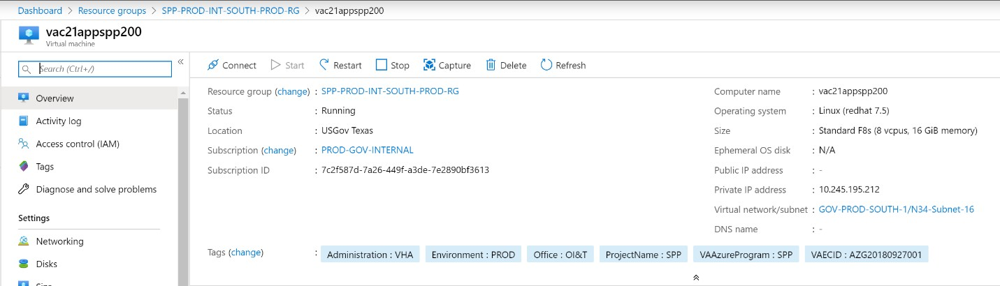 Dashboard > Resource groups > SPP-PROD-INT-SOUTH-PROD-RG > vac21appspp200
vac21appspp200
Virtual machine
Search (Ctrl+/)
«
Overview
Activity log
Access control (IAM)
Tags
Diagnose and solve problems
Settings
Networking
Disks
Connect Start Restart Stop Capture Delete Refresh
Resource group (change) : SPP-PROD-INT-SOUTH-PROD-RG
Status : Running
Location : USGov Texas
Subscription (change) : PROD-GOV-INTERNAL
Subscription ID : 7c2f587d-7a26-449f-a3de-7e2890bf3613
Computer name : vac21appspp200
Operating system : Linux (redhat 7.5)
Size : Standard F8s (8 vcpus, 16 GiB memory)
Ephemeral OS disk : N/A
Public IP address : -
Private IP address : 10.245.195.212
Virtual network/subnet : GOV-PROD-SOUTH-1/N34-Subnet-16
DNS name : -
Tags (change) : Administration : VHA Environment : PROD Office : OI&T ProjectName : SPP VAAzureProgram : SPP VAECID : AZG20180927001